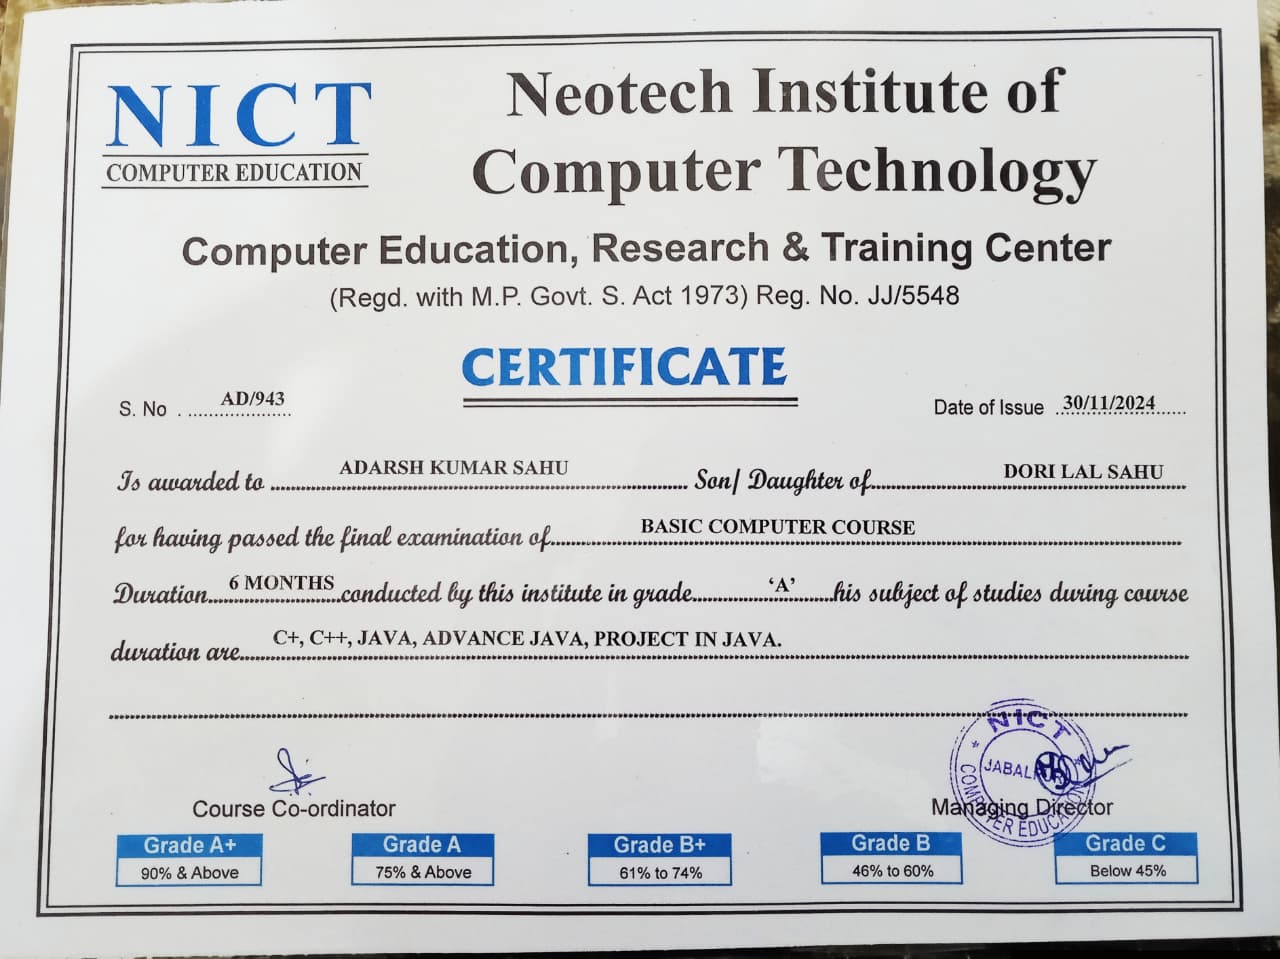 NICT
COMPUTER EDUCATION
Neotech Institute of
Computer Technology
Computer Education, Research & Training Center
(Regd. with M.P. Govt. S. Act 1973) Reg. No. JJ/5548
CERTIFICATE
S. No . AD/943
Date of Issue 30/11/2024
Is awarded to ADARSH KUMAR SAHU Son/ Daughter of DORI LAL SAHU
for having passed the final examination of BASIC COMPUTER COURSE
Duration 6 MONTHS conducted by this institute in grade ‘A’ his subject of studies during course
duration are C+, C++, JAVA, ADVANCE JAVA, PROJECT IN JAVA.
NICT
JABALPUR
COMPUTER EDUCATION
Course Co-ordinator
Managing Director
Grade A+ Grade A Grade B+ Grade B Grade C
90% & Above 75% & Above 61% to 74% 46% to 60% Below 45%